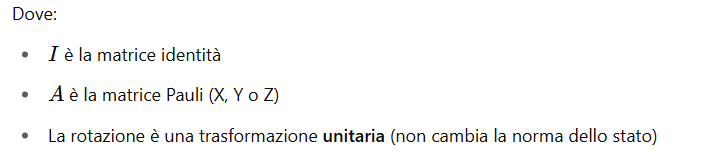 Dove:
• I è la matrice identità
• A è la matrice Pauli (X, Y o Z)
• La rotazione è una trasformazione unitaria (non cambia la norma dello stato)